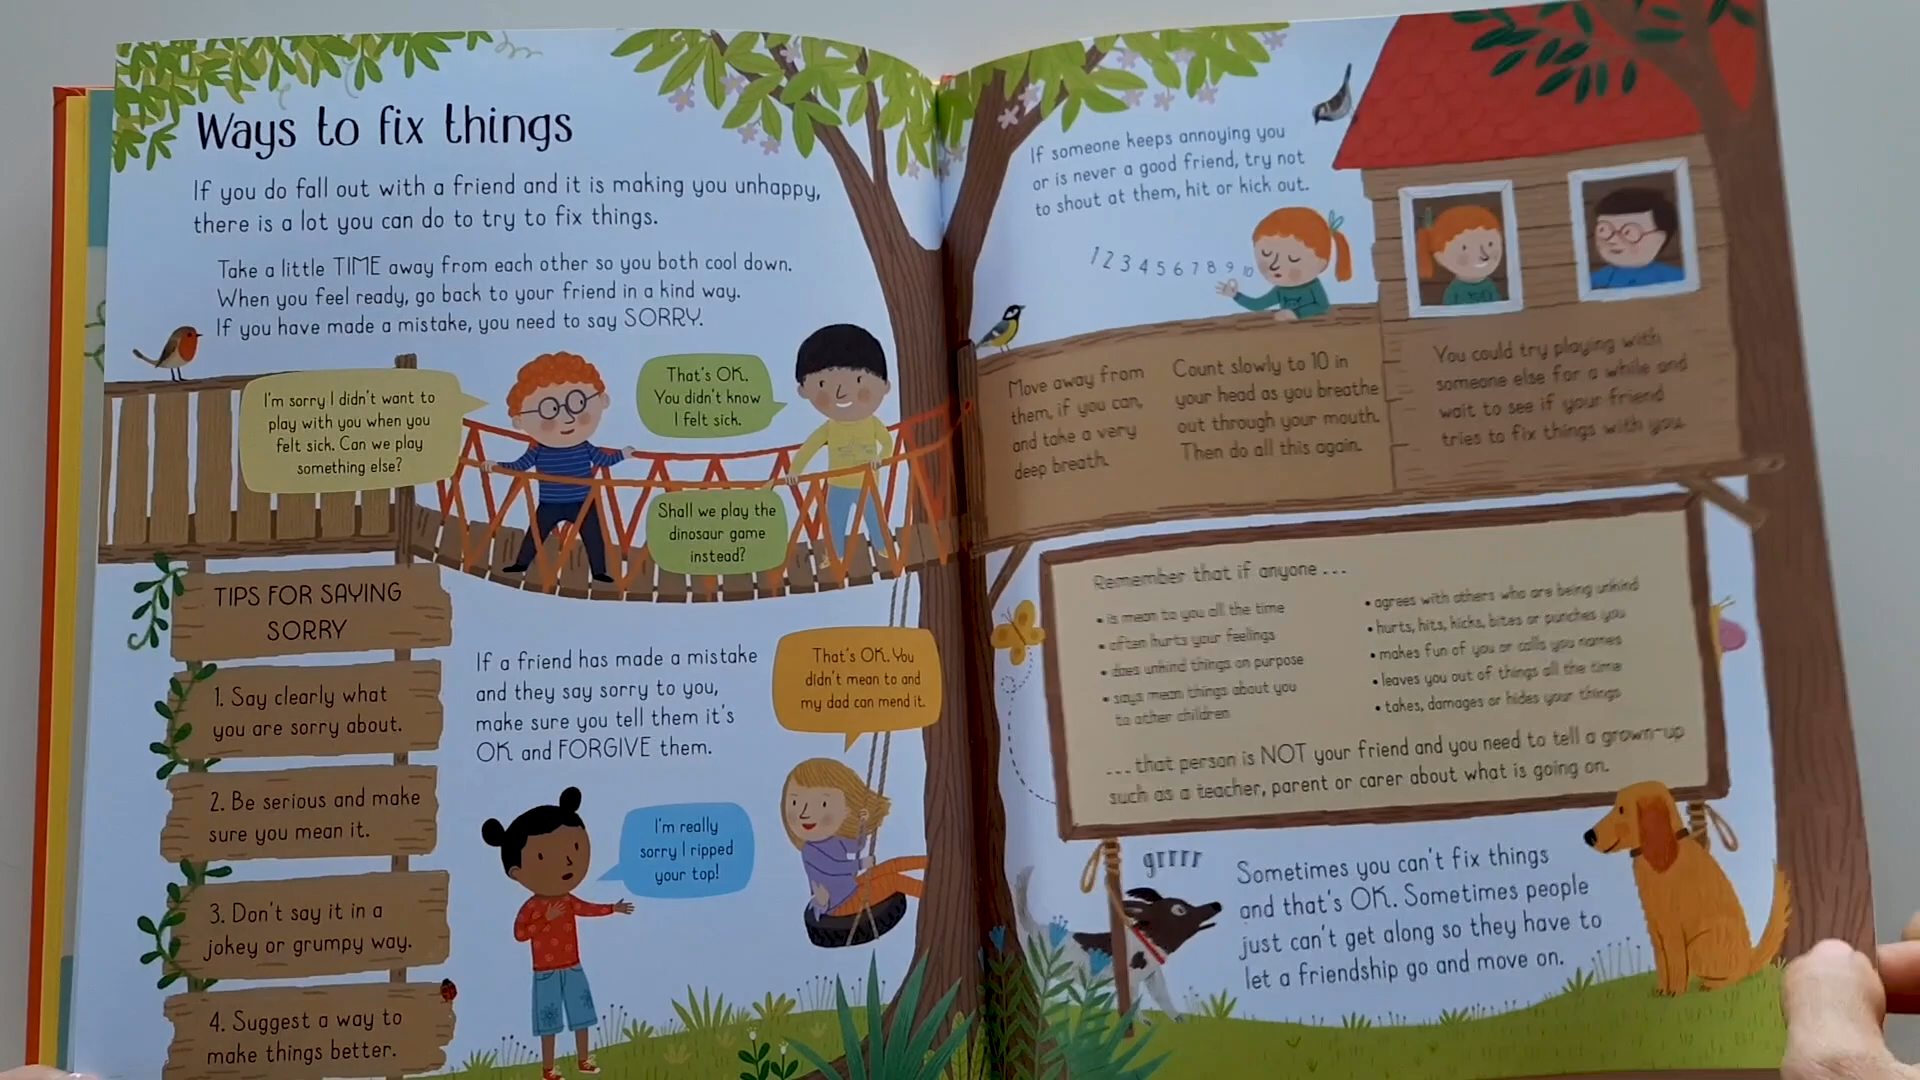 Ways to fix things
If you do fall out with a friend and it is making you unhappy,
there is a lot you can do to try to fix things.
Take a little TIME away from each other so you both cool down.
When you feel ready, go back to your friend in a kind way.
If you have made a mistake, you need to say SORRY.
I'm sorry I didn't want to
play with you when you
felt sick. Can we play
something else?
That's OK.
You didn't know
I felt sick.
Shall we play the
dinosaur game
instead?
TIPS FOR SAYING
SORRY
1. Say clearly what
you are sorry about.
2. Be serious and make
sure you mean it.
3. Don't say it in a
jokey or grumpy way.
4. Suggest a way to
make things better.
If a friend has made a mistake
and they say sorry to you,
make sure you tell them it's
OK and FORGIVE them.
That's OK. You
didn't mean to and
my dad can mend it.
I'm really
sorry I ripped
your top!
If someone keeps annoying you
or is never a good friend, try not
to shout at them, hit or kick out.
1 2 3 4 5 6 7 8 9 10
Move away from
them, if you can,
and take a very
deep breath.
Count slowly to 10 in
your head as you breathe
out through your mouth.
Then do all this again.
You could try playing with
someone else for a while and
wait to see if your friend
tries to fix things with you.
Remember that if anyone ...
• is mean to you all the time
• often hurts your feelings
• does unkind things on purpose
• says mean things about you
to other children
• agrees with others who are being unkind
• hurts, hits, kicks, bites or punches you
• makes fun of you or calls you names
• leaves you out of things all the time
• takes, damages or hides your things
... that person is NOT your friend and you need to tell a grown-up
such as a teacher, parent or carer about what is going on.
grrrr
Sometimes you can't fix things
and that's OK. Sometimes people
just can't get along so they have to
let a friendship go and move on.